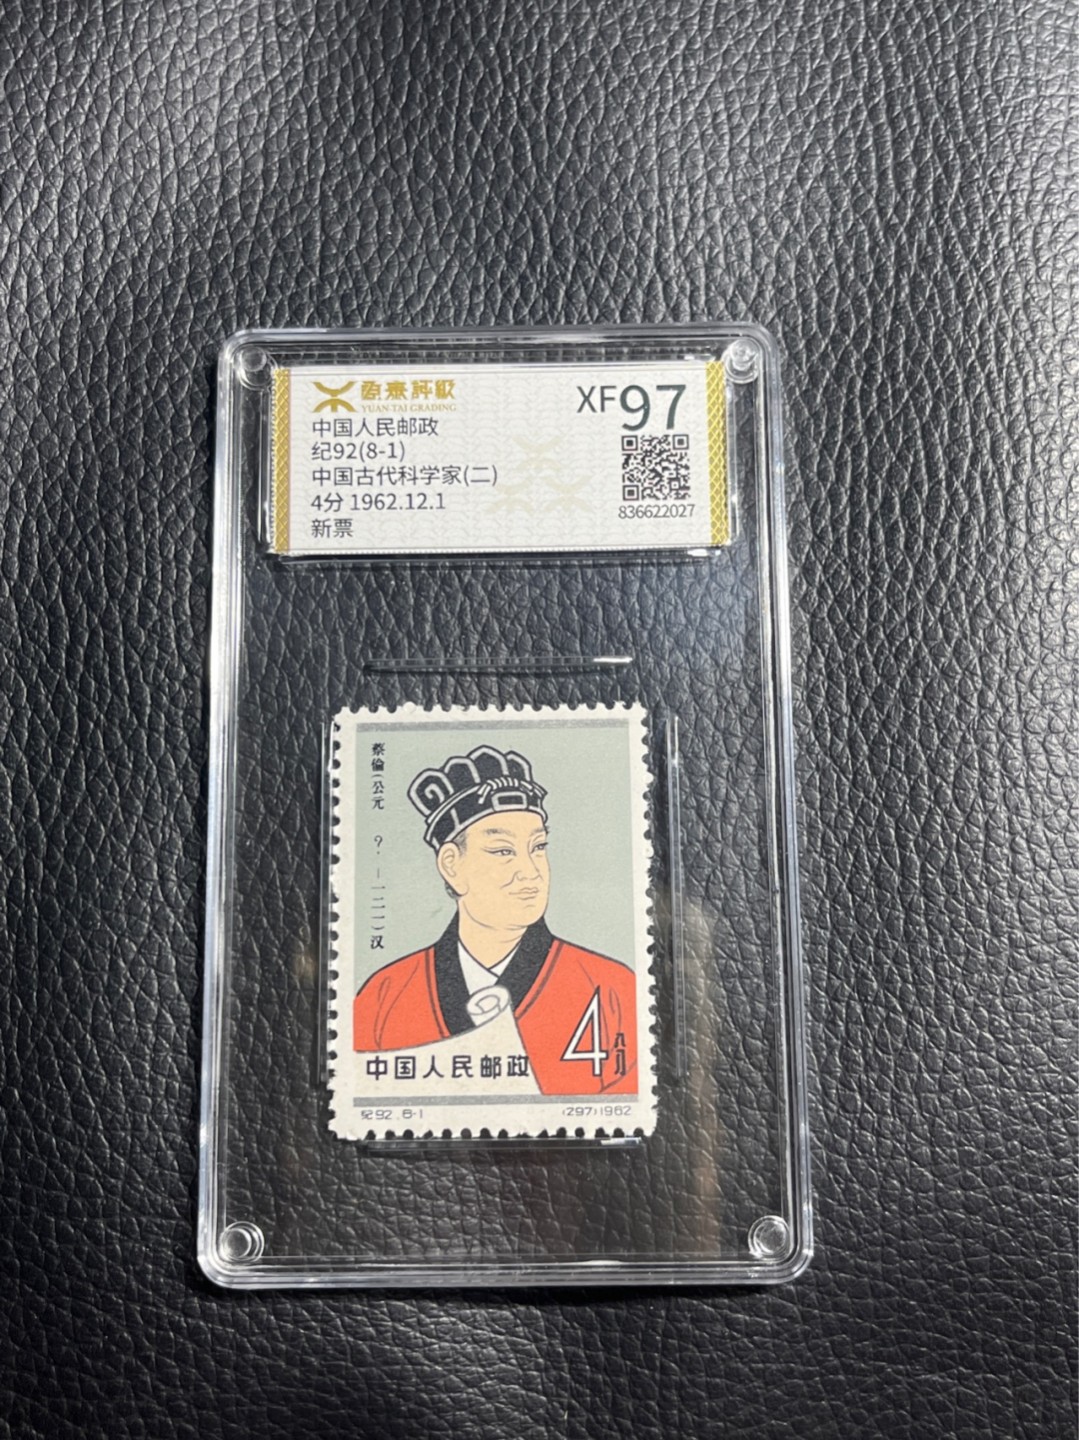 源泰評級
YUAN TAI GRADING
中国人民邮政
纪92(8-1)
中国古代科学家(二)
4分 1962.12.1
新票
XF97
836622027
蔡倫(公元 ?.—一二一)汉
中国人民邮政
4分
纪92.8-1
(297)1962